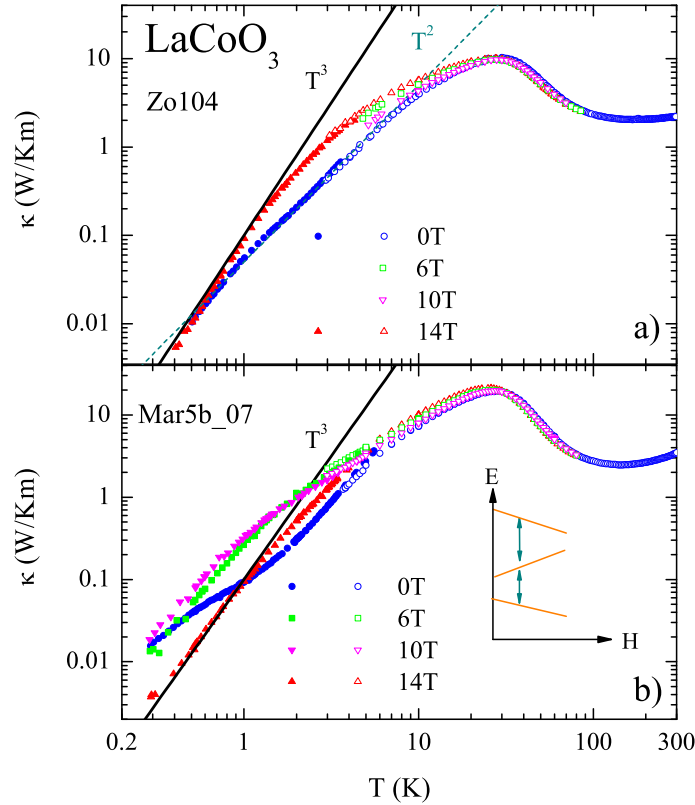 LaCoO₃
Zo104
T³
T²
κ (W/Km)
10
1
0.1
0.01
0T
6T
10T
14T
a)
Mar5b_07
T³
κ (W/Km)
10
1
0.1
0.01
0T
6T
10T
14T
E
H
b)
0.2
1
10
100
300
T (K)